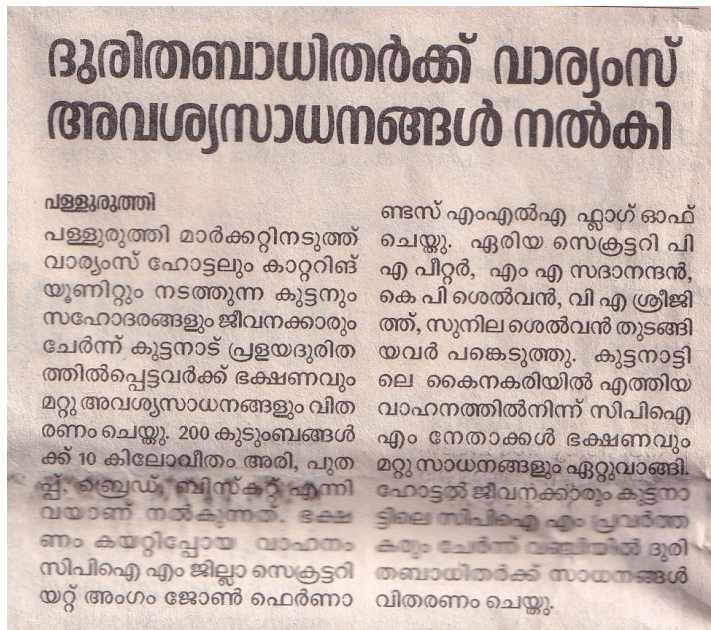 ദുരിതബാധിതർക്ക് വാര്യംസ്
അവശ്യസാധനങ്ങൾ നൽകി
പള്ളുരുത്തി
പള്ളുരുത്തി മാർക്കറ്റിനടുത്ത്
വാര്യംസ് ഹോട്ടലും കാറ്ററിങ്
യൂണിറ്റും നടത്തുന്ന കുട്ടനും
സഹോദരങ്ങളും ജീവനക്കാരും
ചേർന്ന് കുട്ടനാട് പ്രളയദുരിത
ത്തിൽപ്പെട്ടവർക്ക് ഭക്ഷണവും
മറ്റു അവശ്യസാധനങ്ങളും വിത
രണം ചെയ്തു. 200 കുടുംബങ്ങൾ
ക്ക് 10 കിലോവീതം അരി, പുത
പ്പ്, ബ്രെഡ്, ബിസ്കറ്റ് എന്നി
വയാണ് നൽകുന്നത്. ഭക്ഷ
ണം കയറ്റിപ്പോയ വാഹനം
സിപിഐ എം ജില്ലാ സെക്രട്ടറി
യറ്റ് അംഗം ജോൺ ഫെർണാ
ണ്ടസ് എംഎൽഎ ഫ്ലാഗ് ഓഫ്
ചെയ്തു. ഏരിയ സെക്രട്ടറി പി
എ പീറ്റർ, എം എ സദാനന്ദൻ,
കെ പി ശെൽവൻ, വി എ ശ്രീജി
ത്ത്, സുനില ശെൽവൻ തുടങ്ങി
യവർ പങ്കെടുത്തു. കുട്ടനാട്ടി
ലെ കൈനകരിയിൽ എത്തിയ
വാഹനത്തിൽനിന്ന് സിപിഐ
എം നേതാക്കൾ ഭക്ഷണവും
മറ്റു സാധനങ്ങളും ഏറ്റുവാങ്ങി.
ഹോട്ടൽ ജീവനക്കാരും കുട്ടനാ
ട്ടിലെ സിപിഐ എം പ്രവർത്ത
കരും ചേർന്ന് വഞ്ചിയിൽ ദുരി
തബാധിതർക്ക് സാധനങ്ങൾ
വിതരണം ചെയ്തു.